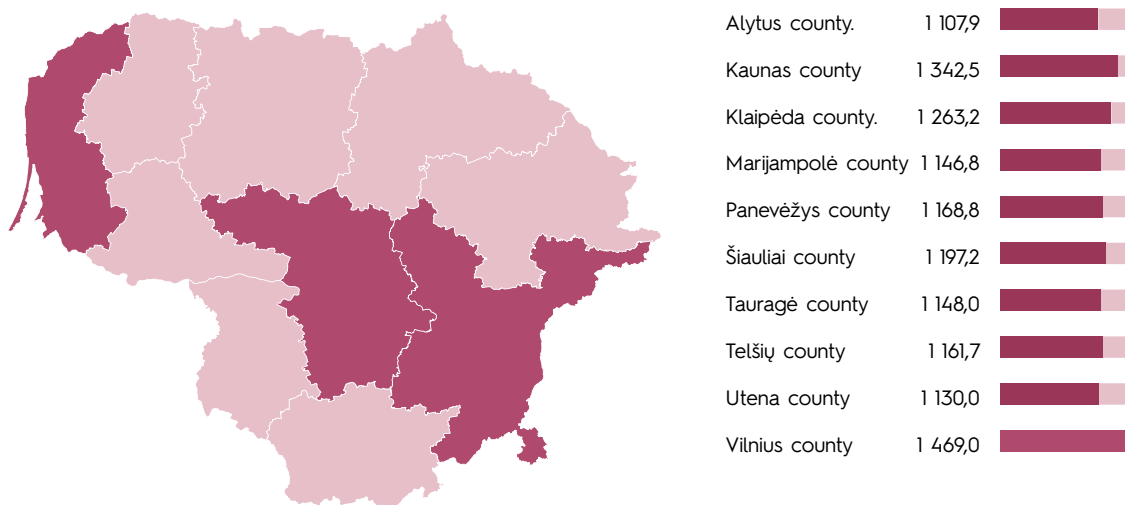 Alytus county. 1 107,9
Kaunas county 1 342,5
Klaipėda county. 1 263,2
Marijampolė county 1 146,8
Panevėžys county 1 168,8
Šiauliai county 1 197,2
Tauragė county 1 148,0
Telšių county 1 161,7
Utena county 1 130,0
Vilnius county 1 469,0